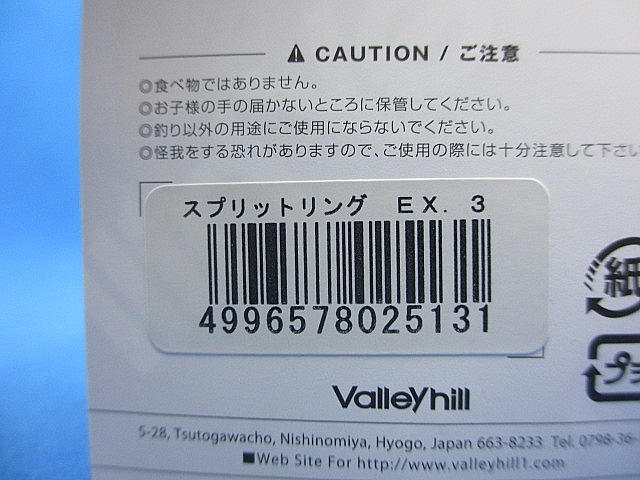 ⚠ CAUTION / ご注意
◎食べ物ではありません。
◎お子様の手の届かないところに保管してください。
◎釣り以外の用途にご使用にならないでください。
◎怪我をする恐れがありますので、ご使用の際には十分注意して下さい
スプリットリング EX. 3
4996578025131
紙
プラ
Valleyhill
5-28, Tsutogawacho, Nishinomiya, Hyogo, Japan 663-8233 Tel. 0798-36-
■Web Site For http://www.valleyhill1.com